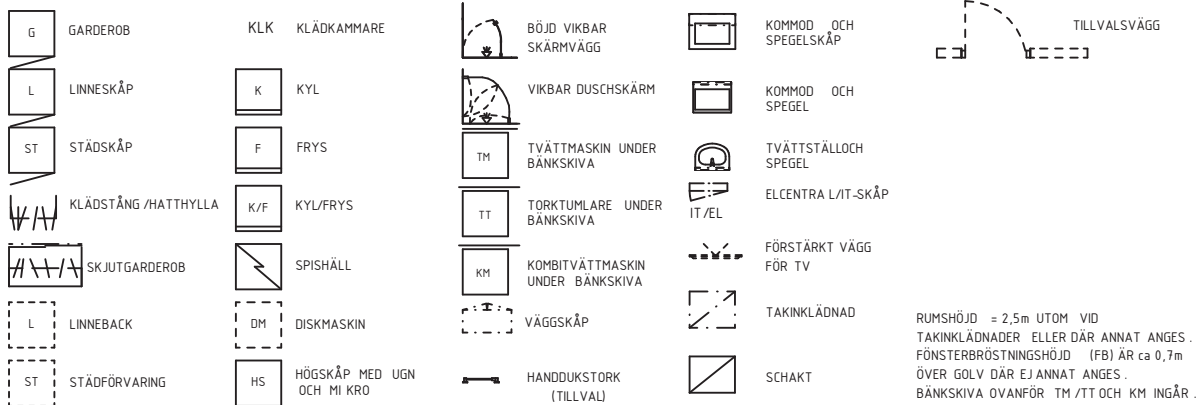 G GARDEROB
L LINNESKÅP
ST STÄDSKÅP
KLÄDSTÅNG /HATTHYLLA
SKJUTGARDEROB
L LINNEBACK
ST STÄDFÖRVARING
KLK KLÄDKAMMARE
K KYL
F FRYS
K/F KYL/FRYS
SPISHÄLL
DM DISKMASKIN
HS HÖGSKÅP MED UGN
OCH MI KRO
BÖJD VIKBAR
SKÄRMVÄGG
VIKBAR DUSCHSKÄRM
TM TVÄTTMASKIN UNDER
BÄNKSKIVA
TT TORKTUMLARE UNDER
BÄNKSKIVA
KM KOMBITVÄTTMASKIN
UNDER BÄNKSKIVA
VÄGGSKÅP
HANDDUKSTORK
(TILLVAL)
KOMMOD OCH
SPEGELSKÅP
KOMMOD OCH
SPEGEL
TVÄTTSTÄLLOCH
SPEGEL
ELCENTRA L/IT-SKÅP
IT/EL
FÖRSTÄRKT VÄGG
FÖR TV
TAKINKLÄDNAD
SCHAKT
TILLVALSVÄGG
RUMSHÖJD = 2,5m UTOM VID
TAKINKLÄDNADER ELLER DÄR ANNAT ANGES.
FÖNSTERBRÖSTNINGSHÖJD (FB) ÄR ca 0,7m
ÖVER GOLV DÄR EJ ANNAT ANGES.
BÄNKSKIVA OVANFÖR TM /TT OCH KM INGÅR.